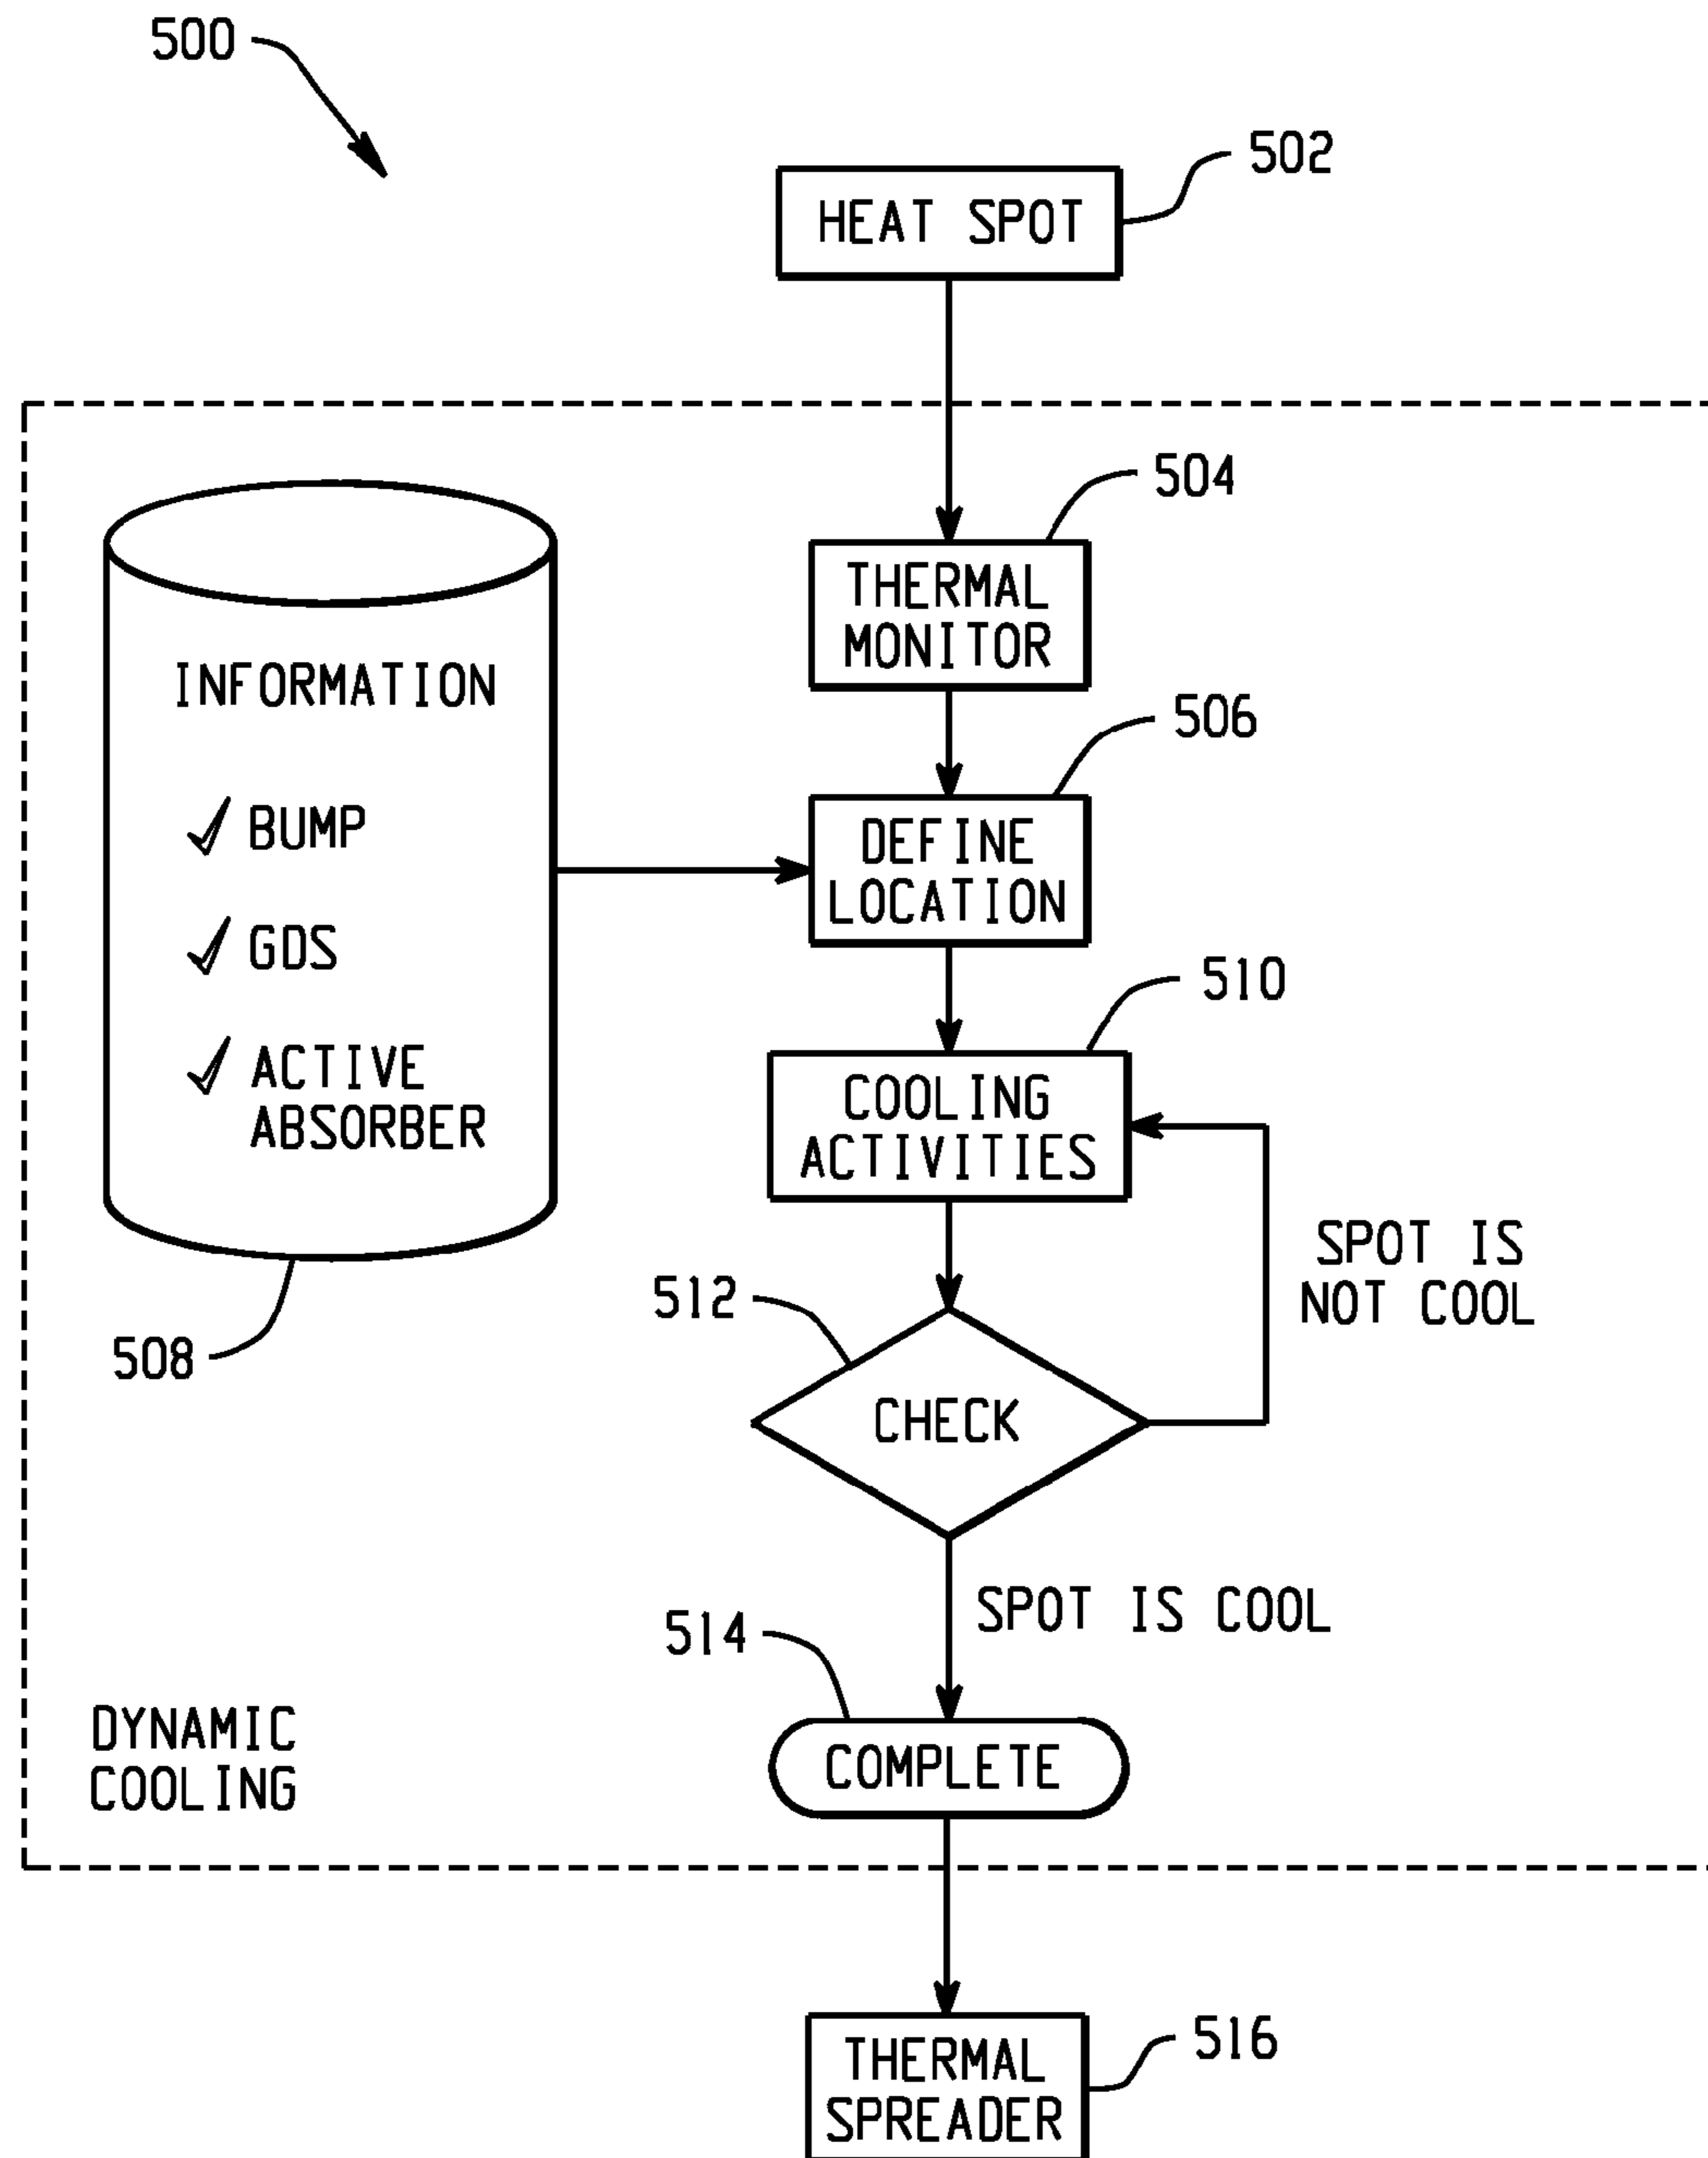 500
502
HEAT SPOT
504
THERMAL
MONITOR
INFORMATION
506
BUMP
DEFINE
LOCATION
GDS
510
ACTIVE
ABSORBER
COOLING
ACTIVITIES
SPOT IS
NOT COOL
512
508
CHECK
SPOT IS COOL
514
DYNAMIC
COOLING
COMPLETE
516
THERMAL
SPREADER